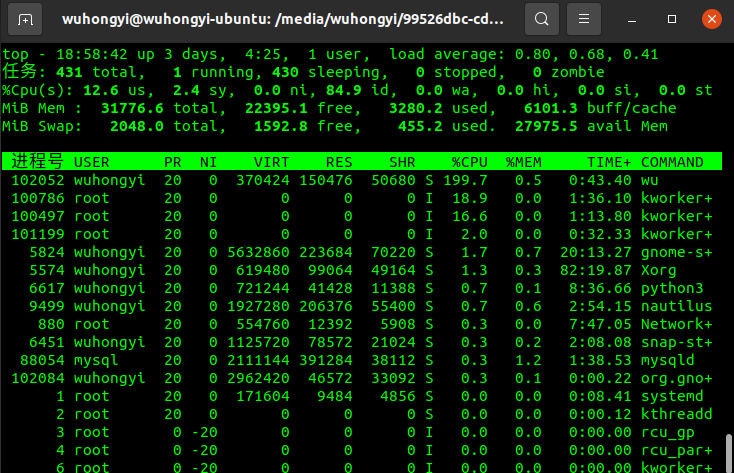 wuhongyi@wuhongyi-ubuntu: /media/wuhongyi/99526dbc-cd...
top - 18:58:42 up 3 days,  4:25,  1 user,  load average: 0.80, 0.68, 0.41
任务: 431 total,   1 running, 430 sleeping,   0 stopped,   0 zombie
%Cpu(s): 12.6 us,  2.4 sy,  0.0 ni, 84.9 id,  0.0 wa,  0.0 hi,  0.0 si,  0.0 st
MiB Mem :  31776.6 total,  22395.1 free,   3280.2 used,   6101.3 buff/cache
MiB Swap:   2048.0 total,   1592.8 free,    455.2 used.  27975.5 avail Mem
进程号 USER      PR  NI    VIRT    RES    SHR    %CPU  %MEM     TIME+ COMMAND
102052 wuhongyi  20   0  370424 150476  50680 S 199.7   0.5   0:43.40 wu
100786 root      20   0       0      0      0 I  18.9   0.0   1:36.10 kworker+
100497 root      20   0       0      0      0 I  16.6   0.0   1:13.80 kworker+
101199 root      20   0       0      0      0 I   2.0   0.0   0:32.33 kworker+
5824 wuhongyi  20   0 5632860 223684  70220 S   1.7   0.7  20:13.27 gnome-s+
5574 wuhongyi  20   0  619480  99064  49164 S   1.3   0.3  82:19.87 Xorg
6617 wuhongyi  20   0  721244  41428  11388 S   0.7   0.1   8:36.66 python3
9499 wuhongyi  20   0 1927280 206376  55400 S   0.7   0.6   2:54.15 nautilus
880 root      20   0  554760  12392   5908 S   0.3   0.0   7:47.05 Network+
6451 wuhongyi  20   0 1125720  78572  21024 S   0.3   0.2   2:08.08 snap-st+
88054 mysql     20   0 2111144 391284  38112 S   0.3   1.2   1:38.53 mysqld
102084 wuhongyi  20   0 2962420  46572  33092 S   0.3   0.1   0:00.22 org.gno+
1 root      20   0  171604   9484   4856 S   0.0   0.0   0:08.41 systemd
2 root      20   0       0      0      0 S   0.0   0.0   0:00.12 kthreadd
3 root       0 -20       0      0      0 I   0.0   0.0   0:00.00 rcu_gp
4 root       0 -20       0      0      0 I   0.0   0.0   0:00.00 rcu_par+
6 root       0 -20       0      0      0 I   0.0   0.0   0:00.00 kworker+